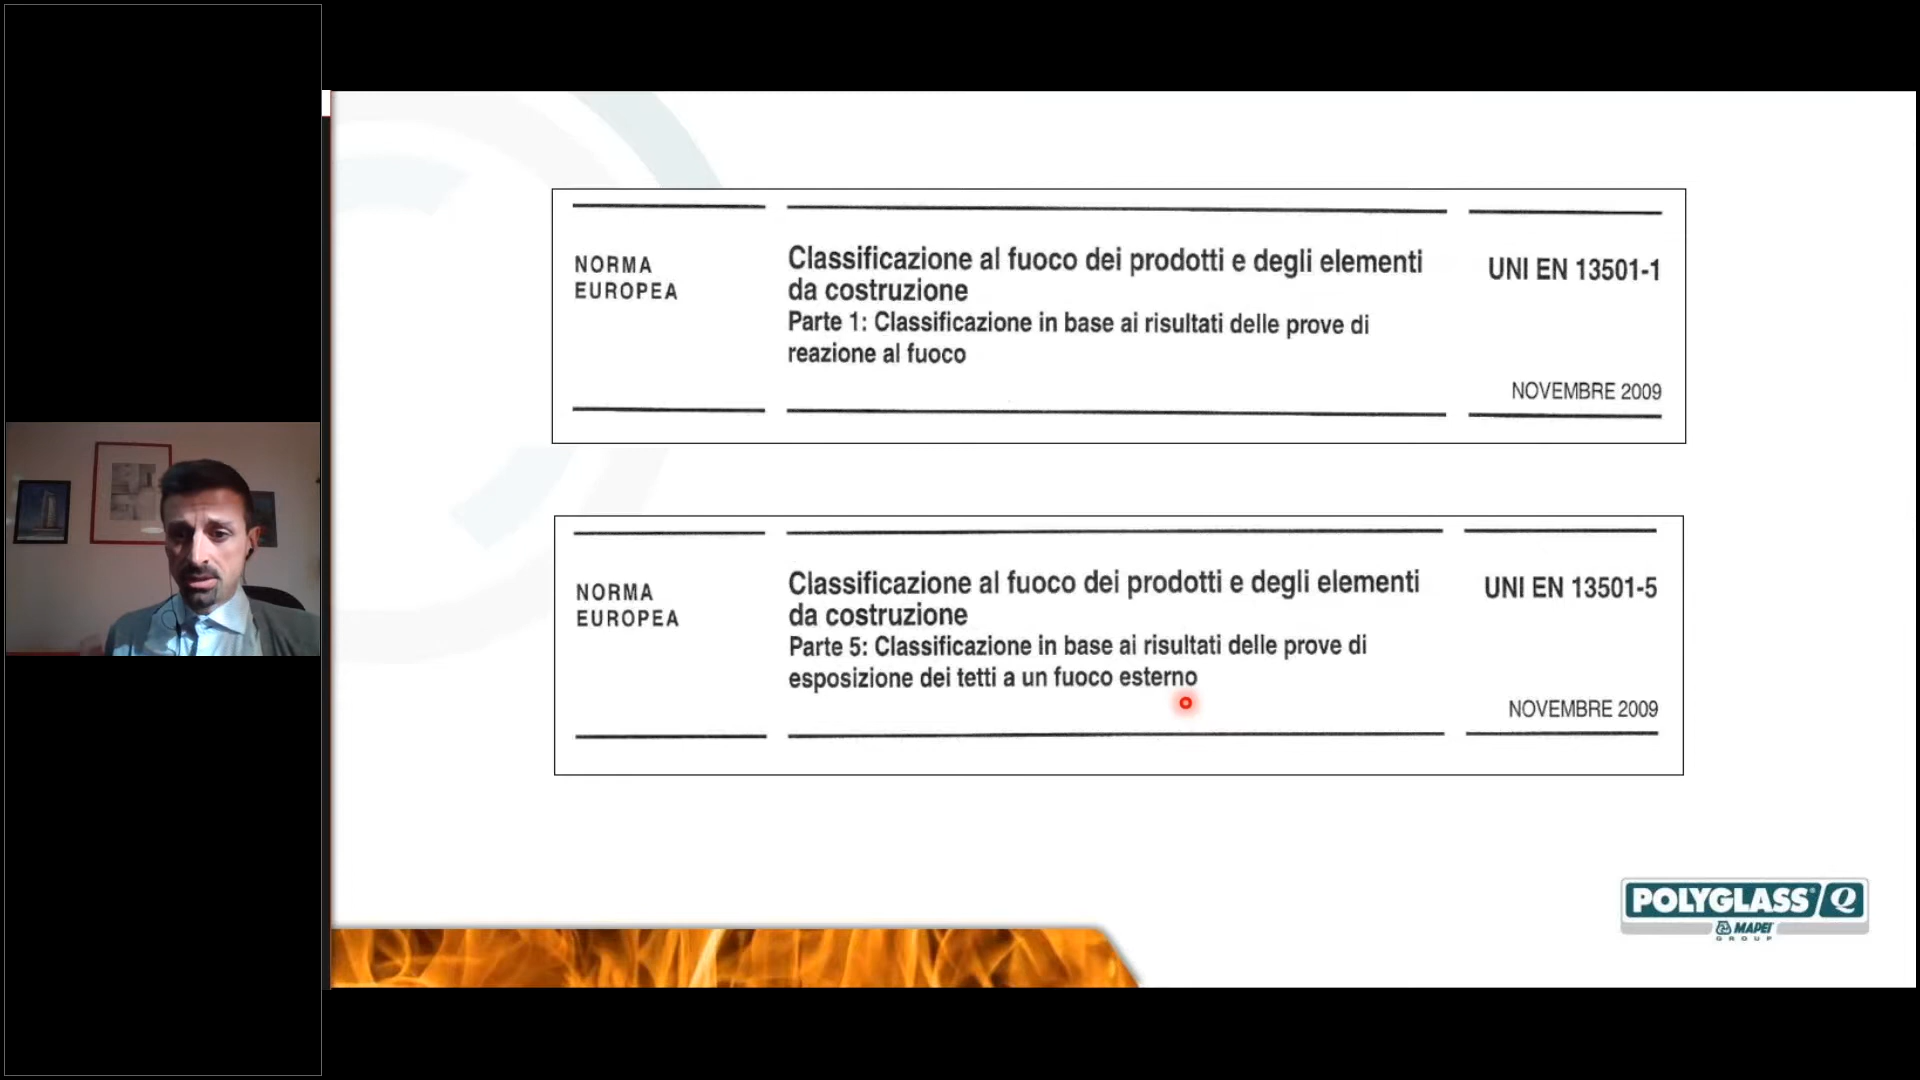 NORMA
EUROPEA
Classificazione al fuoco dei prodotti e degli elementi
da costruzione
Parte 1: Classificazione in base ai risultati delle prove di
reazione al fuoco
UNI EN 13501-1
NOVEMBRE 2009
NORMA
EUROPEA
Classificazione al fuoco dei prodotti e degli elementi
da costruzione
Parte 5: Classificazione in base ai risultati delle prove di
esposizione dei tetti a un fuoco esterno
UNI EN 13501-5
NOVEMBRE 2009
POLYGLASS Q
MAPEI
GROUP